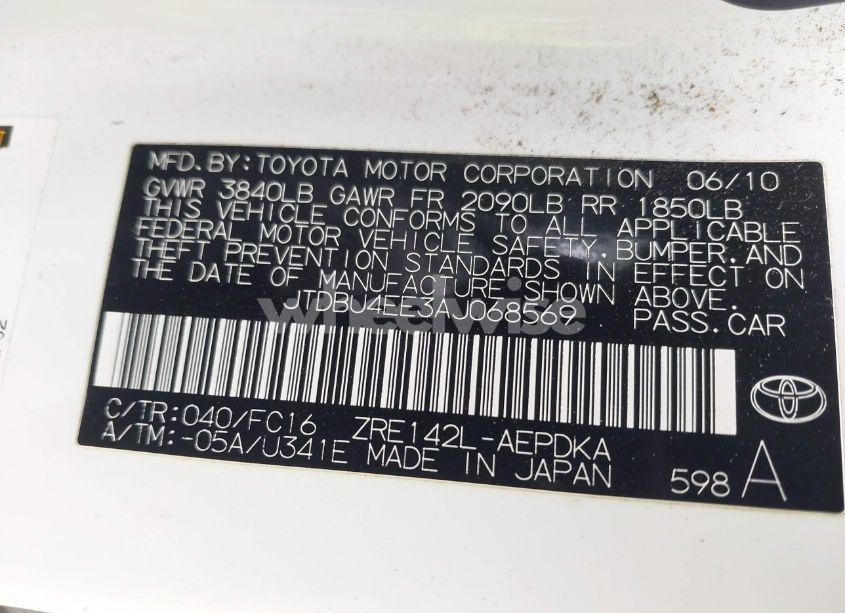 MFD.BY:TOYOTA MOTOR CORPORATION 06/10
GVWR 3840LB GAWR FR 2090LB RR 1850LB
THIS VEHICLE CONFORMS TO ALL APPLICABLE
FEDERAL MOTOR VEHICLE SAFETY,BUMPER,AND
THEFT PREVENTION STANDARDS IN EFFECT ON
THE DATE OF MANUFACTURE SHOWN ABOVE.
JTDBU4EE3AJ068569 PASS.CAR
wheelwise
C/TR:040/FC16 ZRE142L-AEPDKA
A/TM:-05A/U341E MADE IN JAPAN
598 A